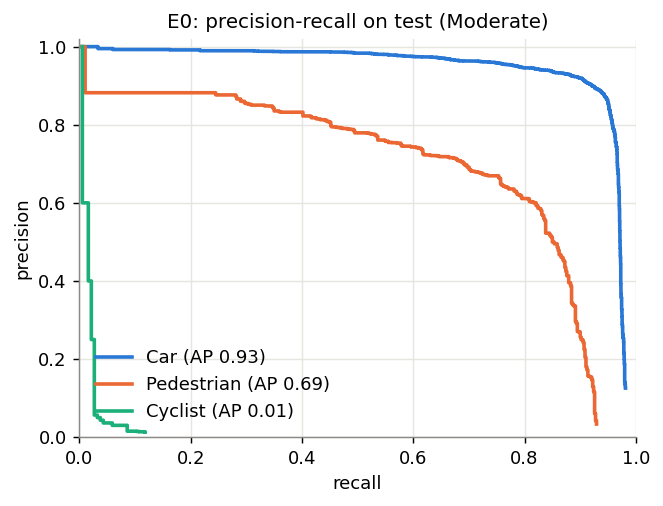 E0: precision-recall on test (Moderate)
precision
1.0
0.8
0.6
0.4
0.2
0.0
Car (AP 0.93)
Pedestrian (AP 0.69)
Cyclist (AP 0.01)
0.0 0.2 0.4 0.6 0.8 1.0
recall